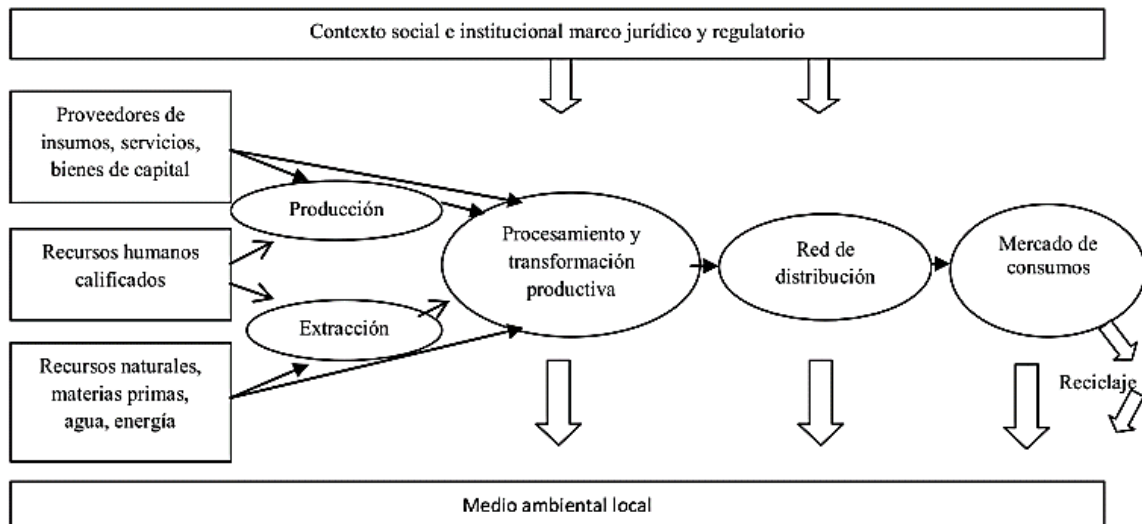 Contexto social e institucional marco jurídico y regulatorio
Proveedores de
insumos, servicios,
bienes de capital
Producción
Recursos humanos
calificados
Extracción
Recursos naturales,
materias primas,
agua, energía
Procesamiento y
transformación
productiva
Red de
distribución
Mercado de
consumos
Reciclaje
Medio ambiental local